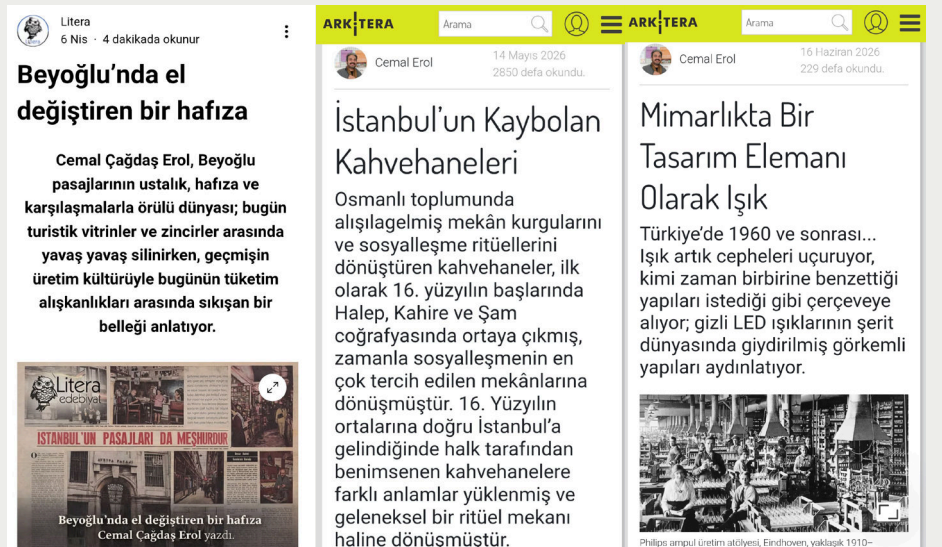 Litera
6 Nis · 4 dakikada okunur
Beyoğlu’nda el
değiştiren bir hafıza
Cemal Çağdaş Erol, Beyoğlu
pasajlarının ustalık, hafıza ve
karşılaşmalarla örülü dünyası; bugün
turistik vitrinler ve zincirler arasında
yavaş yavaş silinirken, geçmişin
üretim kültürüyle bugünün tüketim
alışkanlıkları arasında sıkışan bir
belleği anlatıyor.
Litera
edebiyat
ISTANBUL'UN PASAJLARI DA MEŞHURDUR
Beyoğlu’nda el değiştiren bir hafıza
Cemal Çağdaş Erol yazdı.
ARKITERA
Arama
Cemal Erol
14 Mayıs 2026
2850 defa okundu.
İstanbul’un Kaybolan
Kahvehaneleri
Osmanlı toplumunda
alışılagelmiş mekân kurgularını
ve sosyalleşme ritüellerini
dönüştüren kahvehaneler, ilk
olarak 16. yüzyılın başlarında
Halep, Kahire ve Şam
coğrafyasında ortaya çıkmış,
zamanla sosyalleşmenin en
çok tercih edilen mekânlarına
dönüşmüştür. 16. Yüzyılın
ortalarına doğru İstanbul’a
gelindiğinde halk tarafından
benimsenen kahvehanelere
farklı anlamlar yüklenmiş ve
geleneksel bir ritüel mekanı
haline dönüşmüştür.
ARKITERA
Arama
Cemal Erol
16 Haziran 2026
229 defa okundu.
Mimarlıkta Bir
Tasarım Elemanı
Olarak Işık
Türkiye’de 1960 ve sonrası...
Işık artık cepheleri uçuruyor,
kimi zaman birbirine benzettiği
yapıları istediği gibi çerçeveye
alıyor; gizli LED ışıklarının şerit
dünyasında giydirilmiş görkemli
yapıları aydınlatıyor.
Philips ampul üretim atölyesi, Eindhoven, yaklaşık 1910–